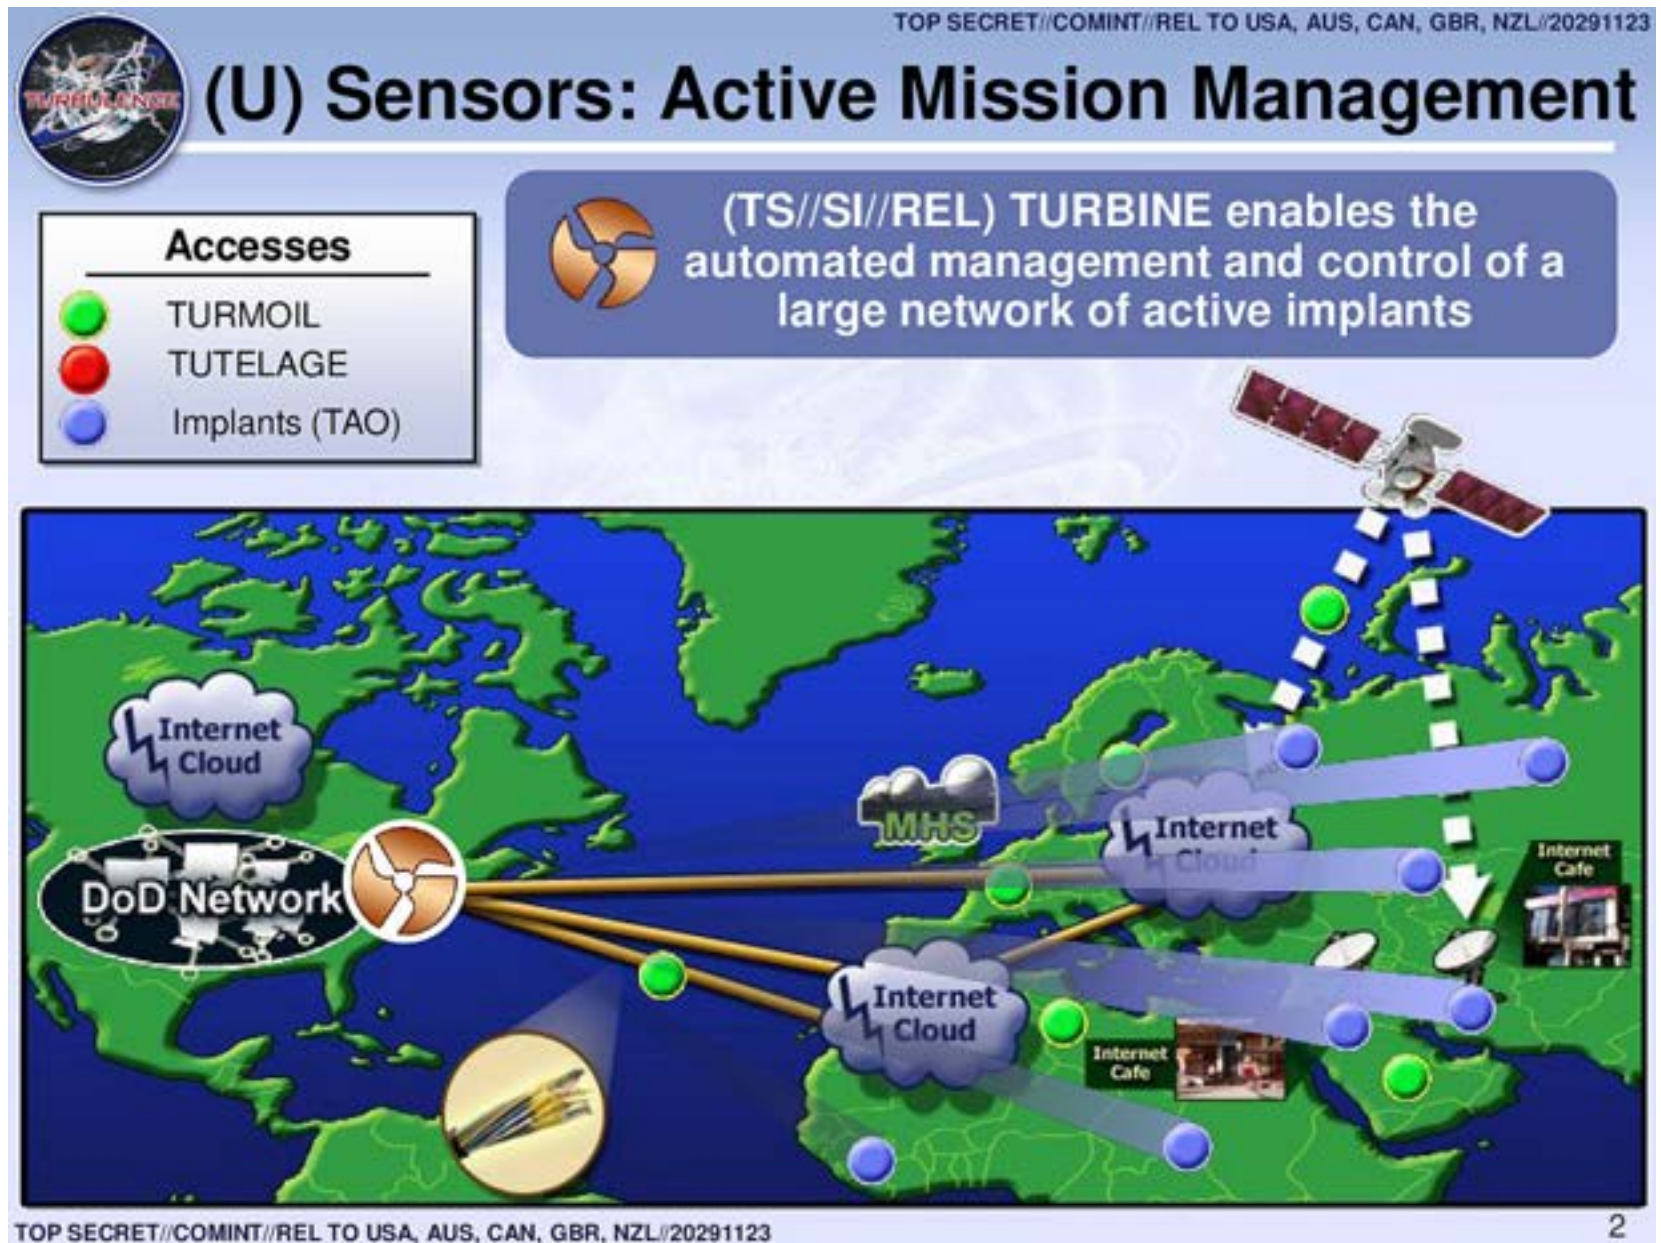 TOP SECRET//COMINT//REL TO USA, AUS, CAN, GBR, NZL//20291123
TURBULENCE
(U) Sensors: Active Mission Management
(TS//SI//REL) TURBINE enables the
automated management and control of a
large network of active implants
Accesses
TURMOIL
TUTELAGE
Implants (TAO)
Internet
Cloud
DoD Network
MHS
Internet
Cloud
Internet
Cafe
Internet
Cloud
Internet
Cafe
TOP SECRET//COMINT//REL TO USA, AUS, CAN, GBR, NZL//20291123
2